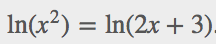 ln(x²) = ln(2x + 3).